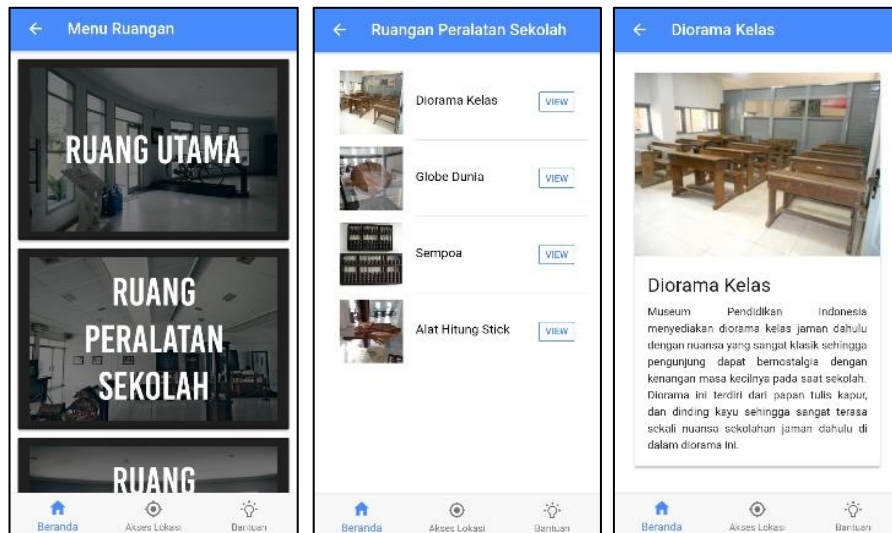 Menu Ruangan
RUANG UTAMA
RUANG
PERALATAN
SEKOLAH
RUANG
Beranda
Akses Lokasi
Bantuan
Ruangan Peralatan Sekolah
Diorama Kelas
VIEW
Globe Dunia
VIEW
Sempoa
VIEW
Alat Hitung Stick
VIEW
Beranda
Akses Lokasi
Bantuan
Diorama Kelas
Diorama Kelas
Museum Pendidikan Indonesia
menyediakan diorama kelas jaman dahulu
dengan nuansa yang sangat klasik sehingga
pengunjung dapat bernostalgia dengan
kenangan masa kecilnya pada saat sekolah.
Diorama ini terdiri dari papan tulis kapur,
dan dinding kayu sehingga sangat terasa
sekali nuansa sekolahan jaman dahulu di
dalam diorama ini.
Beranda
Akses Lokasi
Bantuan